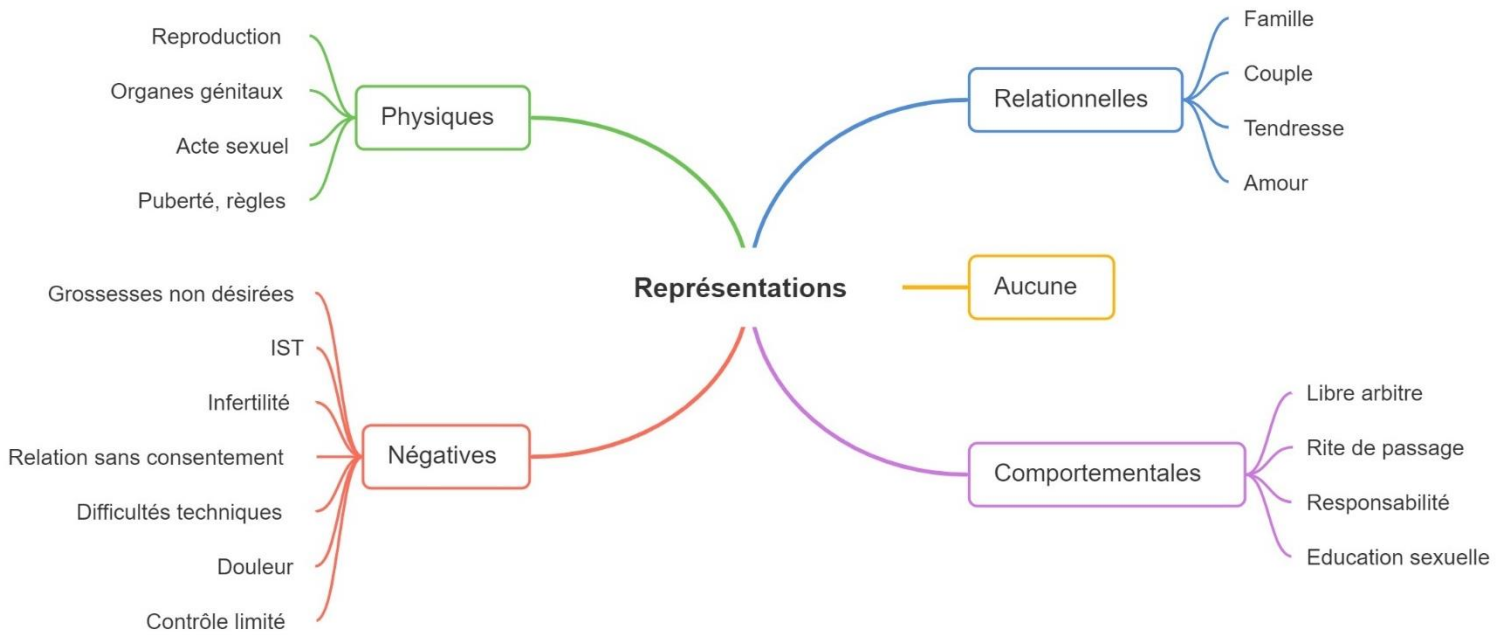 Reproduction
Organes génitaux
Acte sexuel
Puberté, règles
Physiques
Famille
Couple
Tendresse
Amour
Relationnelles
Représentations
Aucune
Grossesses non désirées
IST
Infertilité
Relation sans consentement
Difficultés techniques
Douleur
Contrôle limité
Négatives
Comportementales
Libre arbitre
Rite de passage
Responsabilité
Education sexuelle